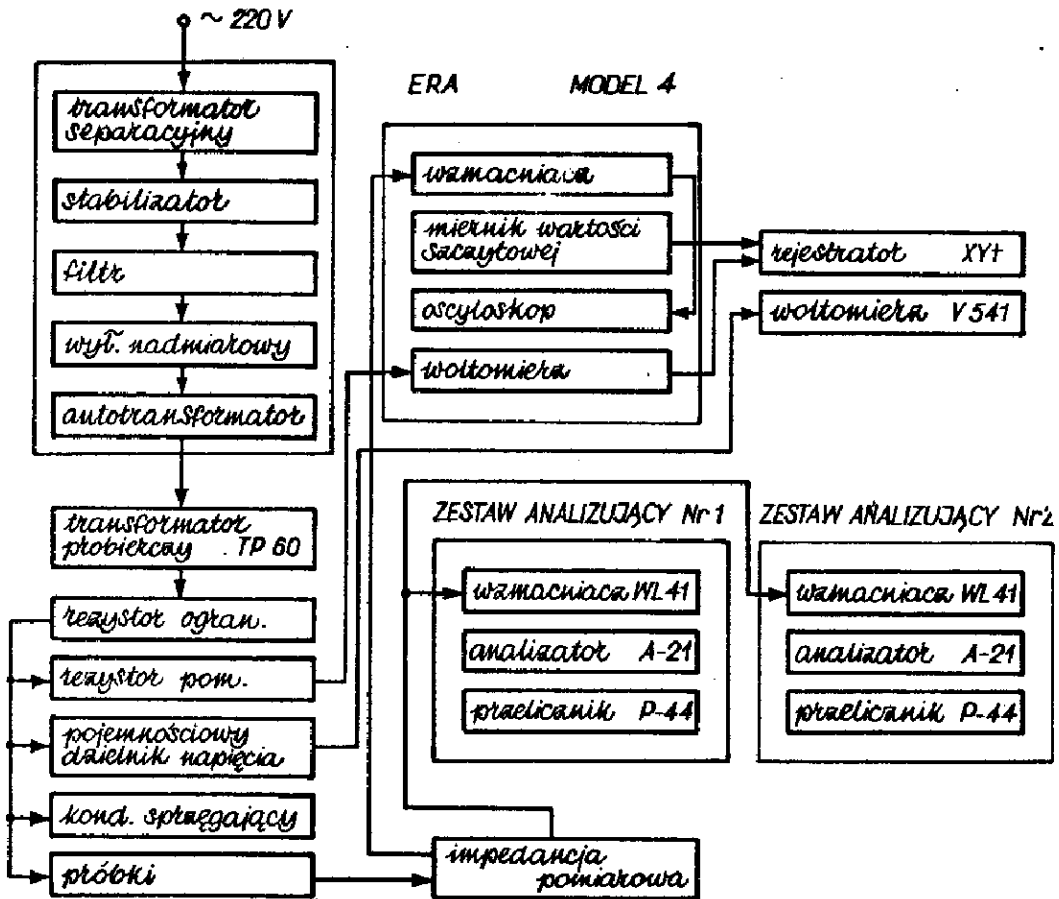 ~ 220 V
transformator
separacyjny
stabilizator
filtr
wył. nadmiarowy
autotransformator
transformator
probierczy TP 60
rezystor ogran.
rezystor pom.
pojemnościowy
dzielnik napięcia
kond. sprzęgający
próbki
ERA MODEL 4
wzmacniacz
miernik wartości
szczytowej
oscyloskop
woltomierz
rejestrator XYt
woltomierz V 541
ZESTAW ANALIZUJĄCY Nr 1
wzmacniacz WL 41
analizator A-21
przelicznik P-44
ZESTAW ANALIZUJĄCY Nr 2
wzmacniacz WL 41
analizator A-21
przelicznik P-44
impedancja
pomiarowa